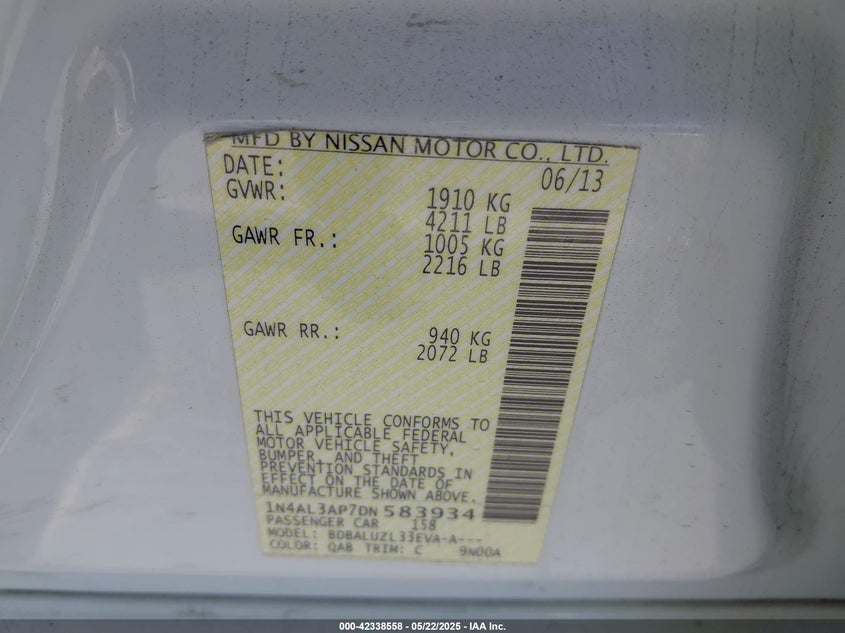 MFD BY NISSAN MOTOR CO., LTD.
DATE: 06/13
GVWR: 1910 KG
4211 LB
GAWR FR.: 1005 KG
2216 LB
GAWR RR.: 940 KG
2072 LB
THIS VEHICLE CONFORMS TO
ALL APPLICABLE FEDERAL
MOTOR VEHICLE SAFETY,
BUMPER, AND THEFT
PREVENTION STANDARDS IN
EFFECT ON THE DATE OF
MANUFACTURE SHOWN ABOVE.
1N4AL3AP7DN 583934
PASSENGER CAR 158
MODEL: BDBALUZL33EVA-A---
COLOR: QAB TRIM: C 9N00A
000-42338558 - 05/22/2025 - IAA Inc.